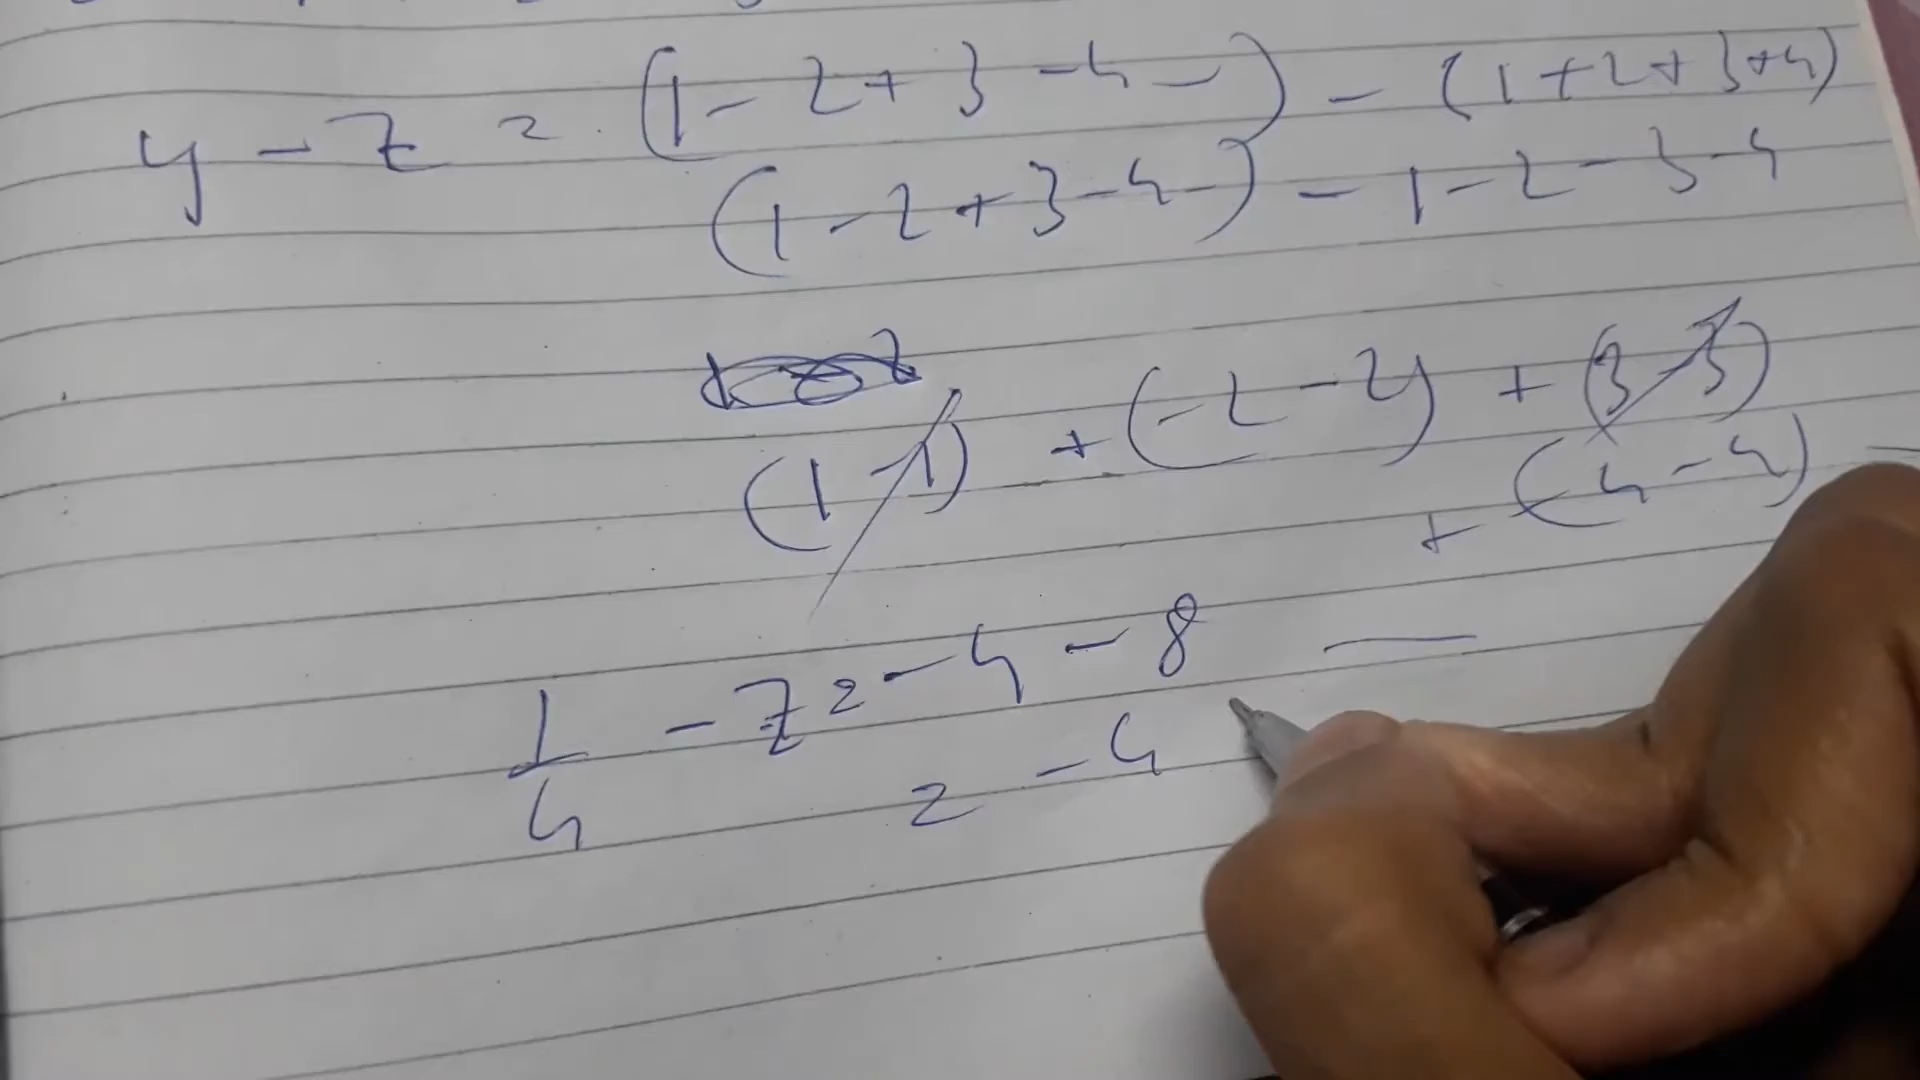 y - z = (1 - 2 + 3 - 4 - ) - (1 + 2 + 3 + 4)
(1 - 2 + 3 - 4 - ) - 1 - 2 - 3 - 4
(1 - 1) + (-2 - 2) + (3 - 3)
+ (4 - 4) —
1/4 - z = -4 - 8 —
= -4